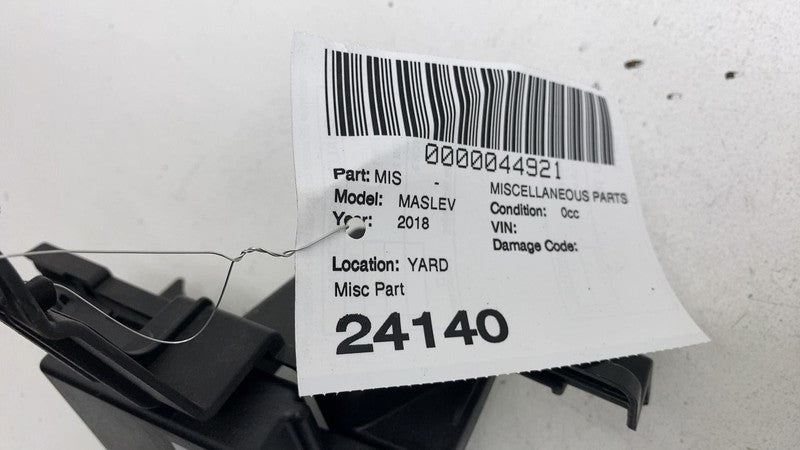 0000044921
Part: MIS - MISCELLANEOUS PARTS
Model: MASLEV Condition: 0cc
Year: 2018 VIN:
Damage Code:
Location: YARD
Misc Part
24140